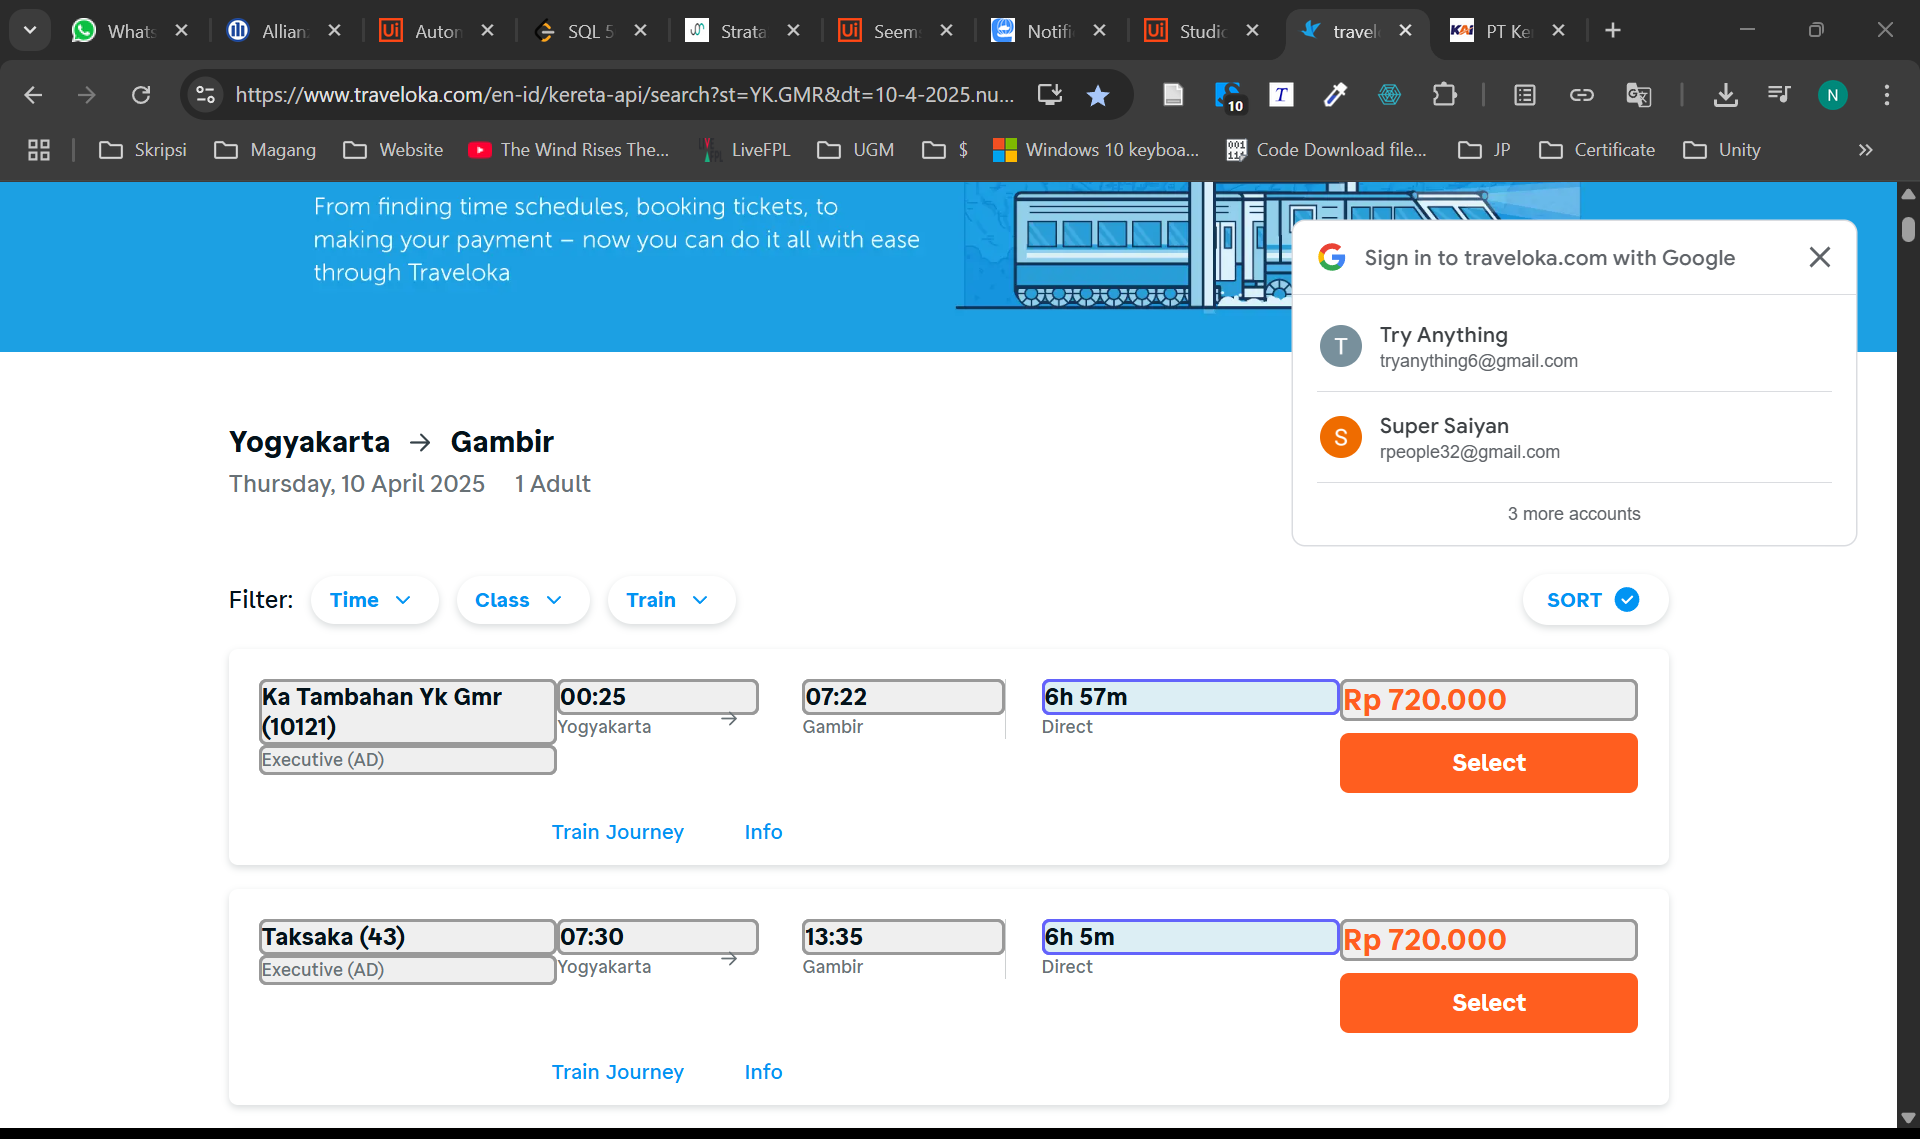 Whats
Allian
Auton
SQL 5
Strata
Seem
Notifi
Studi
travel
PT Ke
https://www.traveloka.com/en-id/kereta-api/search?st=YK.GMR&dt=10-4-2025.nu...
10
T
N
Skripsi
Magang
Website
The Wind Rises The...
LiveFPL
UGM
$
Windows 10 keyboa...
Code Download file...
JP
Certificate
Unity
From finding time schedules, booking tickets, to
making your payment – now you can do it all with ease
through Traveloka
Sign in to traveloka.com with Google
T
Try Anything
tryanything6@gmail.com
S
Super Saiyan
rpeople32@gmail.com
3 more accounts
Yogyakarta → Gambir
Thursday, 10 April 2025 1 Adult
Filter: Time Class Train SORT
Ka Tambahan Yk Gmr
(10121)
Executive (AD)
00:25
Yogyakarta
→
07:22
Gambir
6h 57m
Direct
Rp 720.000
Select
Train Journey Info
Taksaka (43)
Executive (AD)
07:30
Yogyakarta
→
13:35
Gambir
6h 5m
Direct
Rp 720.000
Select
Train Journey Info